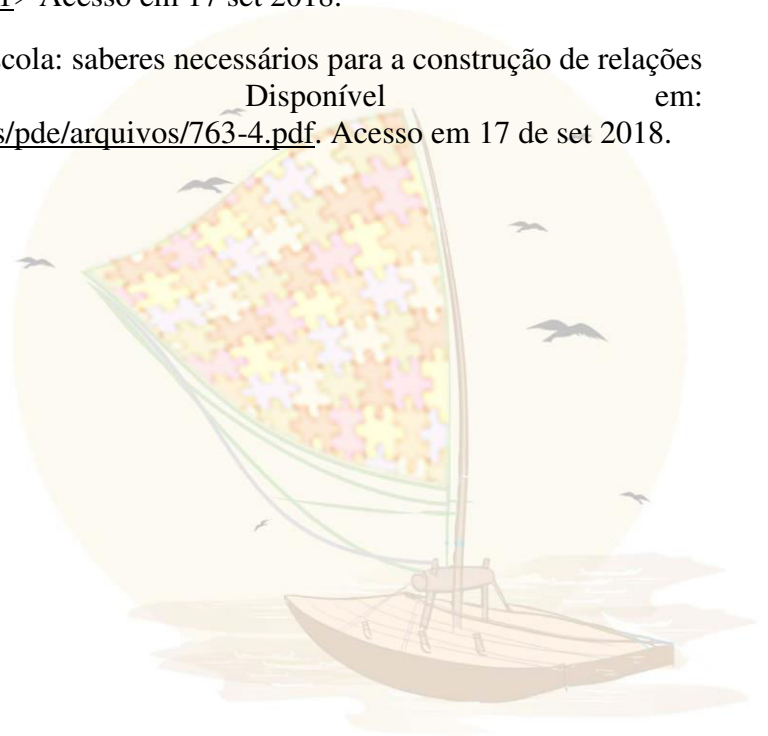 Acesso em 17 set 2018.
scola: saberes necessários para a construção de relações
Disponível em:
s/pde/arquivos/763-4.pdf. Acesso em 17 de set 2018.